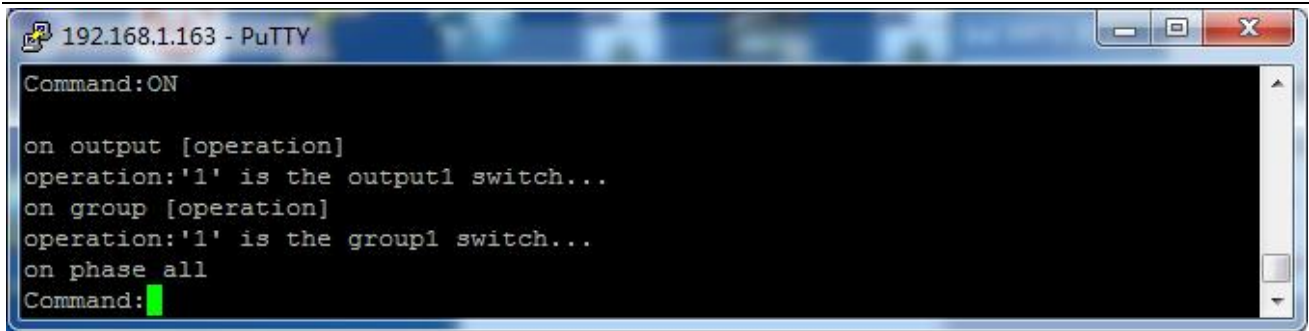 192.168.1.163 - PuTTY
Command:ON
on output [operation]
operation:'1' is the output1 switch...
on group [operation]
operation:'1' is the group1 switch...
on phase all
Command: